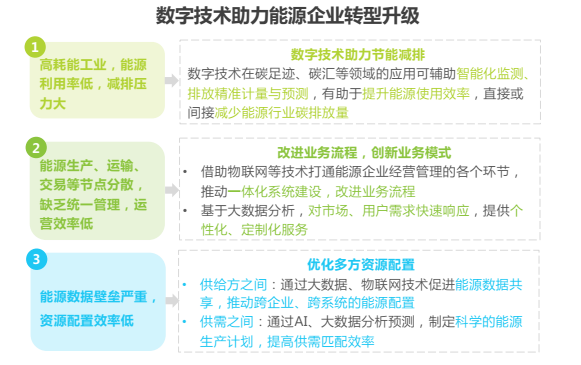 数字技术助力能源企业转型升级
1
高耗能工业，能源
利用率低，减排压
力大
数字技术助力节能减排
数字技术在碳足迹、碳汇等领域的应用可辅助智能化监测、
排放精准计量与预测，有助于提升能源使用效率，直接或
间接减少能源行业碳排放量
2
能源生产、运输、
交易等节点分散，
缺乏统一管理，运
营效率低
改进业务流程，创新业务模式
• 借助物联网等技术打通能源企业经营管理的各个环节，
推动一体化系统建设，改进业务流程
• 基于大数据分析，对市场、用户需求快速响应，提供个
性化、定制化服务
3
能源数据壁垒严重，
资源配置效率低
优化多方资源配置
• 供给方之间：通过大数据、物联网技术促进能源数据共
享，推动跨企业、跨系统的能源配置
• 供需之间：通过AI、大数据分析预测，制定科学的能源
生产计划，提高供需匹配效率